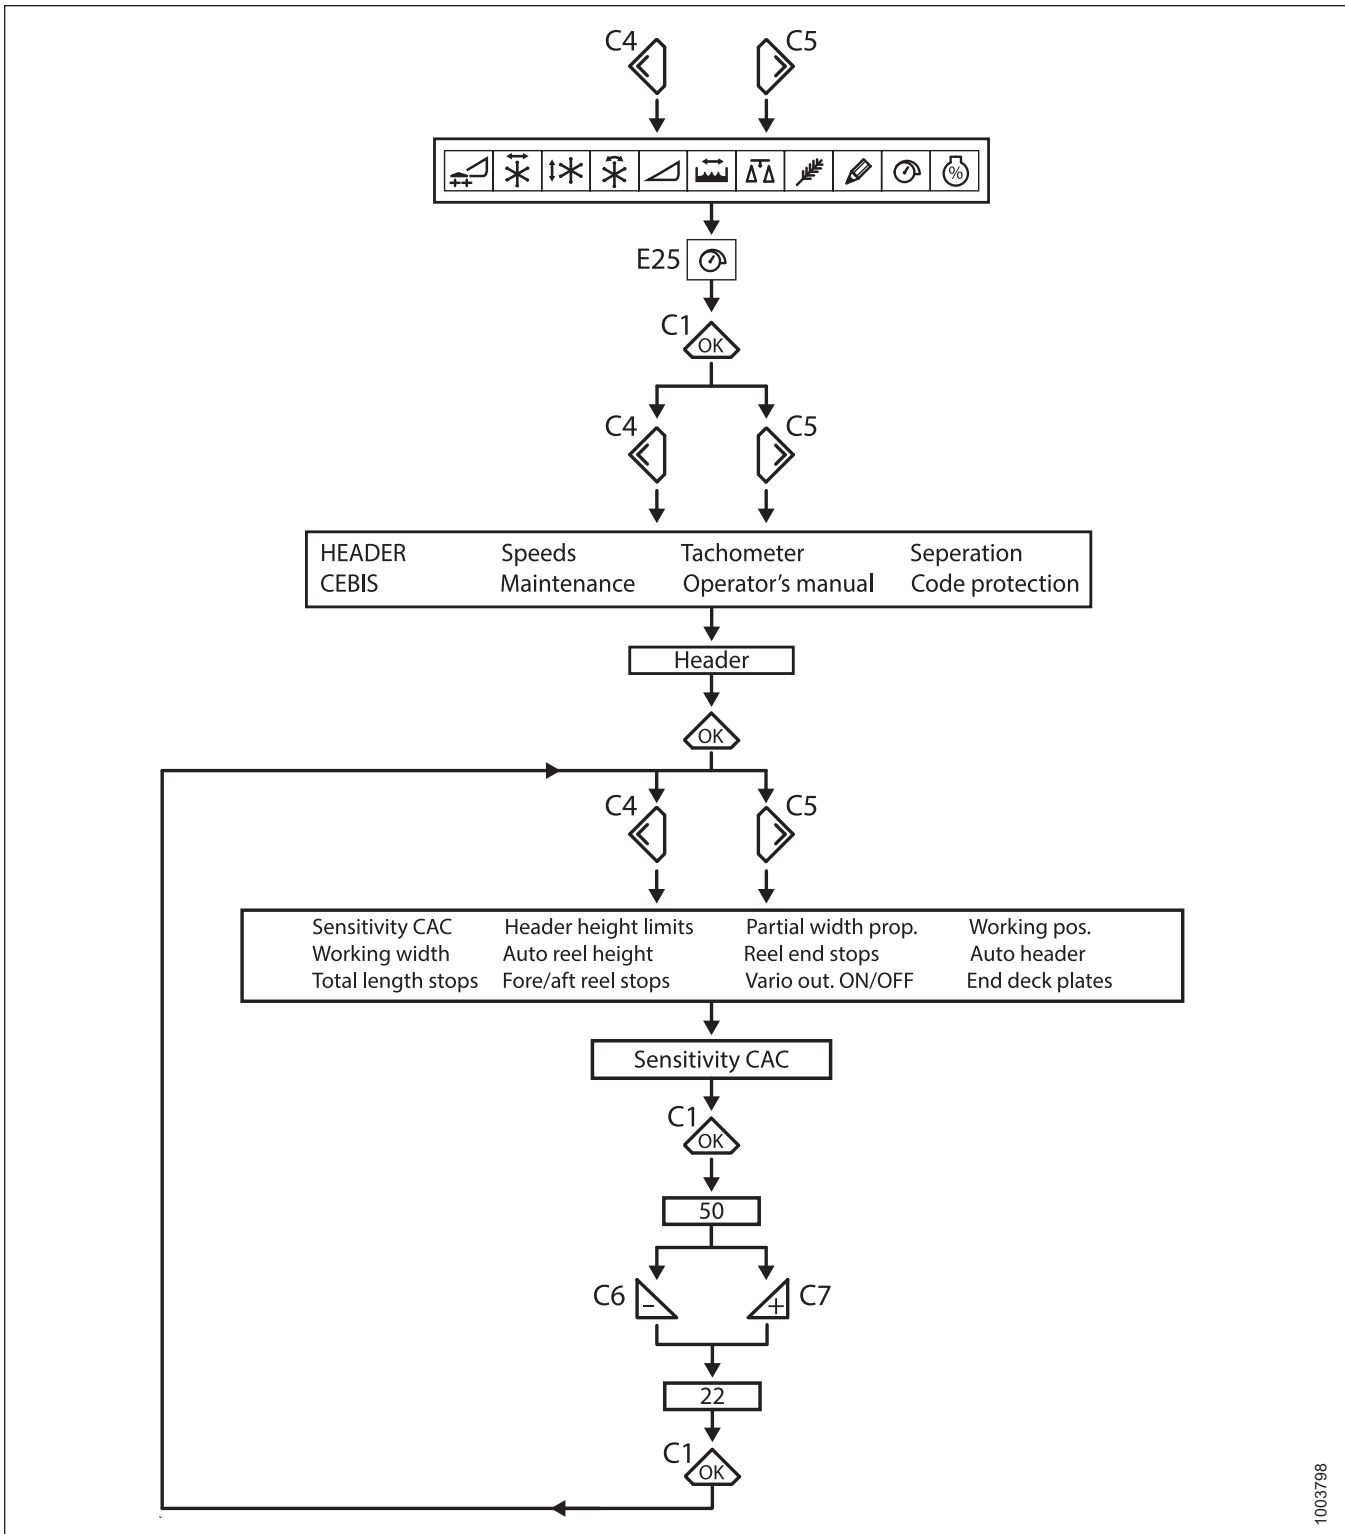 C4 C5
%
E25
C1
OK
C4 C5
HEADER Speeds Tachometer Seperation
CEBIS Maintenance Operator's manual Code protection
Header
OK
C4 C5
Sensitivity CAC Header height limits Partial width prop. Working pos.
Working width Auto reel height Reel end stops Auto header
Total length stops Fore/aft reel stops Vario out. ON/OFF End deck plates
Sensitivity CAC
C1
OK
50
C6 - + C7
22
C1
OK
1003798